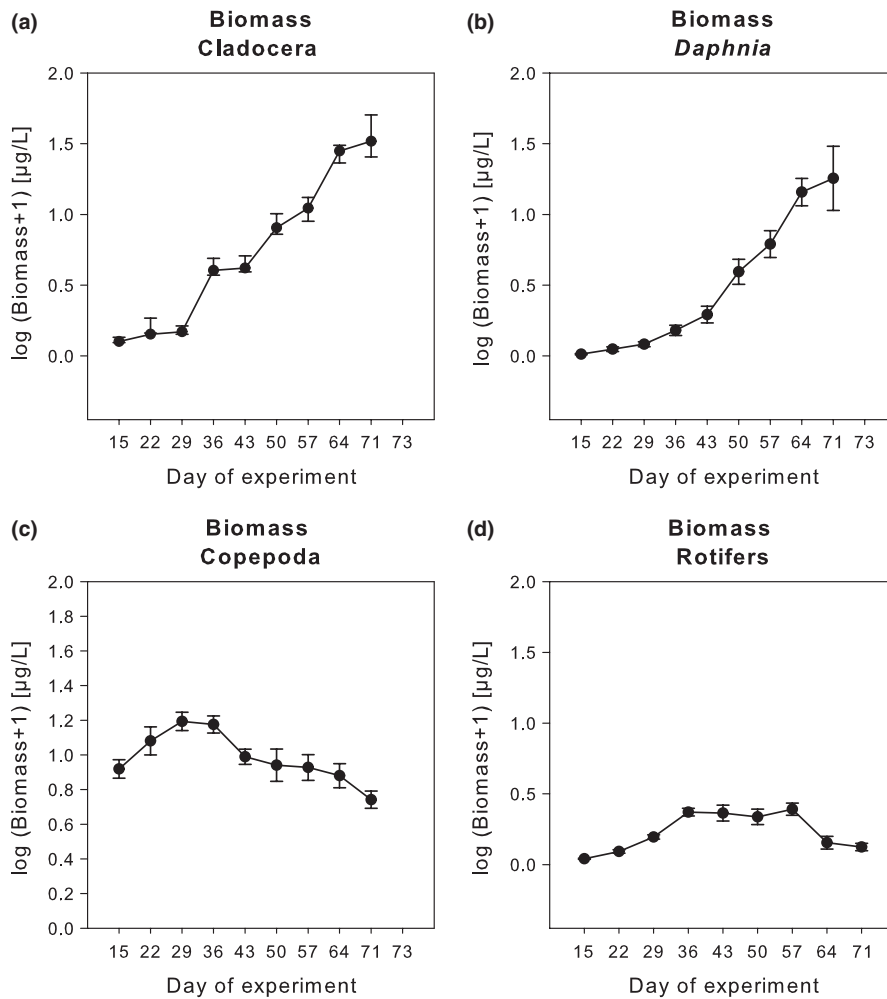 (a)
Biomass
Cladocera
log (Biomass+1) [µg/L]
2.0
1.5
1.0
0.5
0.0
15 22 29 36 43 50 57 64 71 73
Day of experiment
(b)
Biomass
Daphnia
log (Biomass+1) [µg/L]
2.0
1.5
1.0
0.5
0.0
15 22 29 36 43 50 57 64 71 73
Day of experiment
(c)
Biomass
Copepoda
log (Biomass+1) [µg/L]
2.0
1.8
1.6
1.4
1.2
1.0
0.8
0.6
0.4
0.2
0.0
15 22 29 36 43 50 57 64 71 73
Day of experiment
(d)
Biomass
Rotifers
log (Biomass+1) [µg/L]
2.0
1.5
1.0
0.5
0.0
15 22 29 36 43 50 57 64 71
Day of experiment